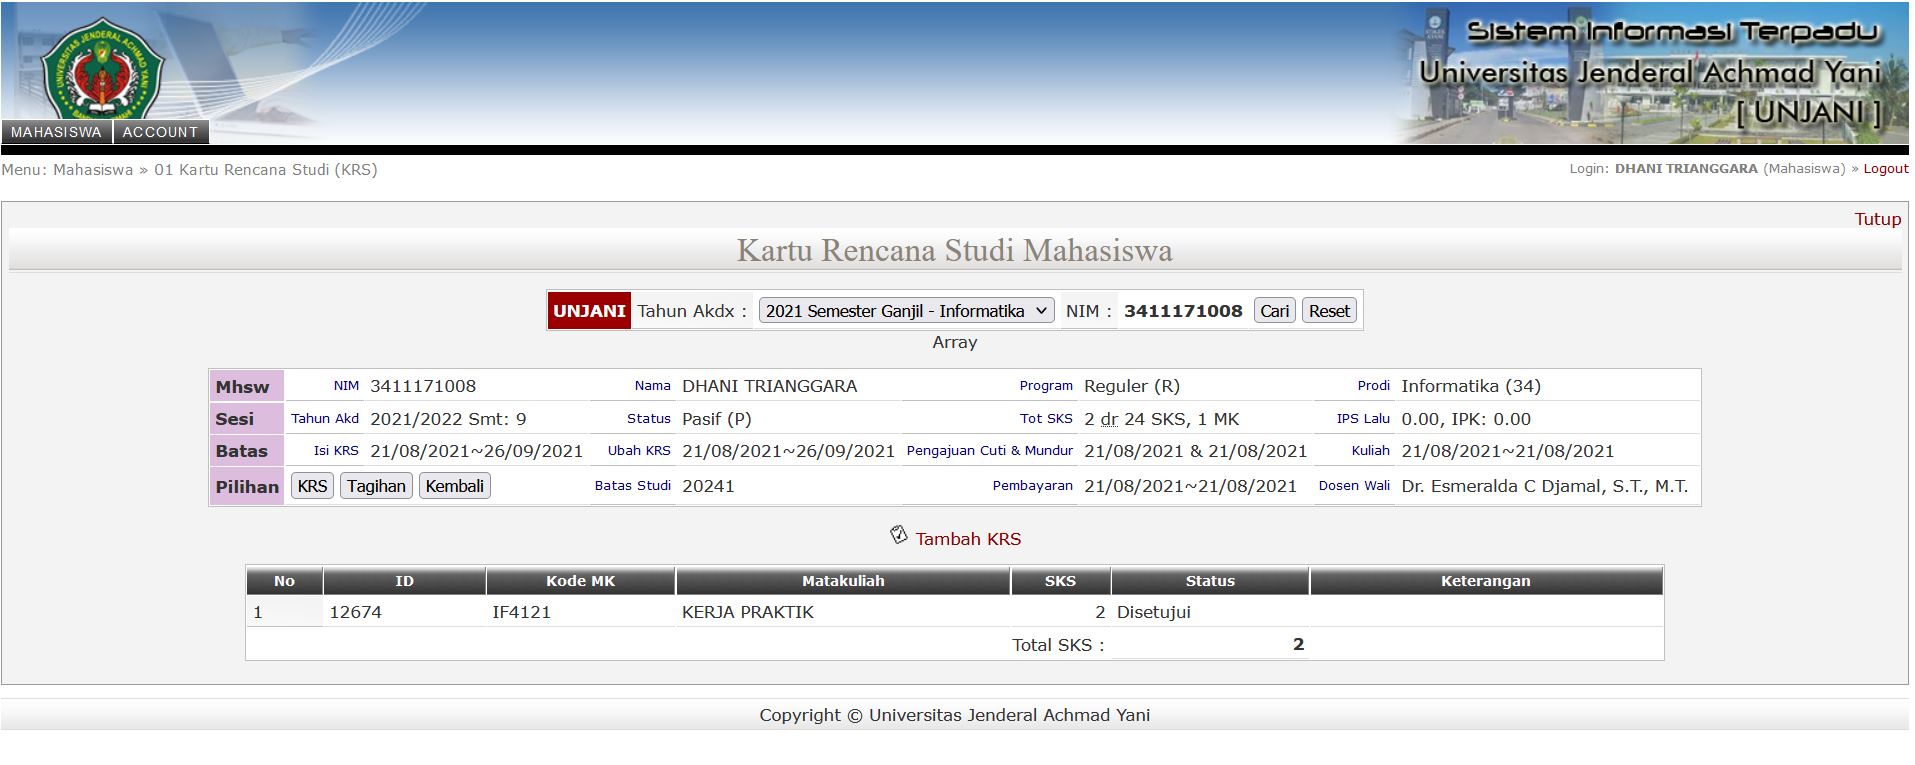 Sistem Informasi Terpadu
Universitas Jenderal Achmad Yani
[ UNJANI ]
UNIVERSITAS JENDERAL ACHMAD YANI
MAHASISWA ACCOUNT
Menu: Mahasiswa » 01 Kartu Rencana Studi (KRS) Login: DHANI TRIANGGARA (Mahasiswa) » Logout
Tutup
Kartu Rencana Studi Mahasiswa
UNJANI Tahun Akdx : 2021 Semester Ganjil - Informatika NIM : 3411171008 Cari Reset
Array
Mhsw NIM 3411171008 Nama DHANI TRIANGGARA Program Reguler (R) Prodi Informatika (34)
Sesi Tahun Akd 2021/2022 Smt: 9 Status Pasif (P) Tot SKS 2 dr 24 SKS, 1 MK IPS Lalu 0.00, IPK: 0.00
Batas Isi KRS 21/08/2021~26/09/2021 Ubah KRS 21/08/2021~26/09/2021 Pengajuan Cuti & Mundur 21/08/2021 & 21/08/2021 Kuliah 21/08/2021~21/08/2021
Pilihan KRS Tagihan Kembali Batas Studi 20241 Pembayaran 21/08/2021~21/08/2021 Dosen Wali Dr. Esmeralda C Djamal, S.T., M.T.
Tambah KRS
No ID Kode MK Matakuliah SKS Status Keterangan
1 12674 IF4121 KERJA PRAKTIK 2 Disetujui
Total SKS : 2
Copyright © Universitas Jenderal Achmad Yani